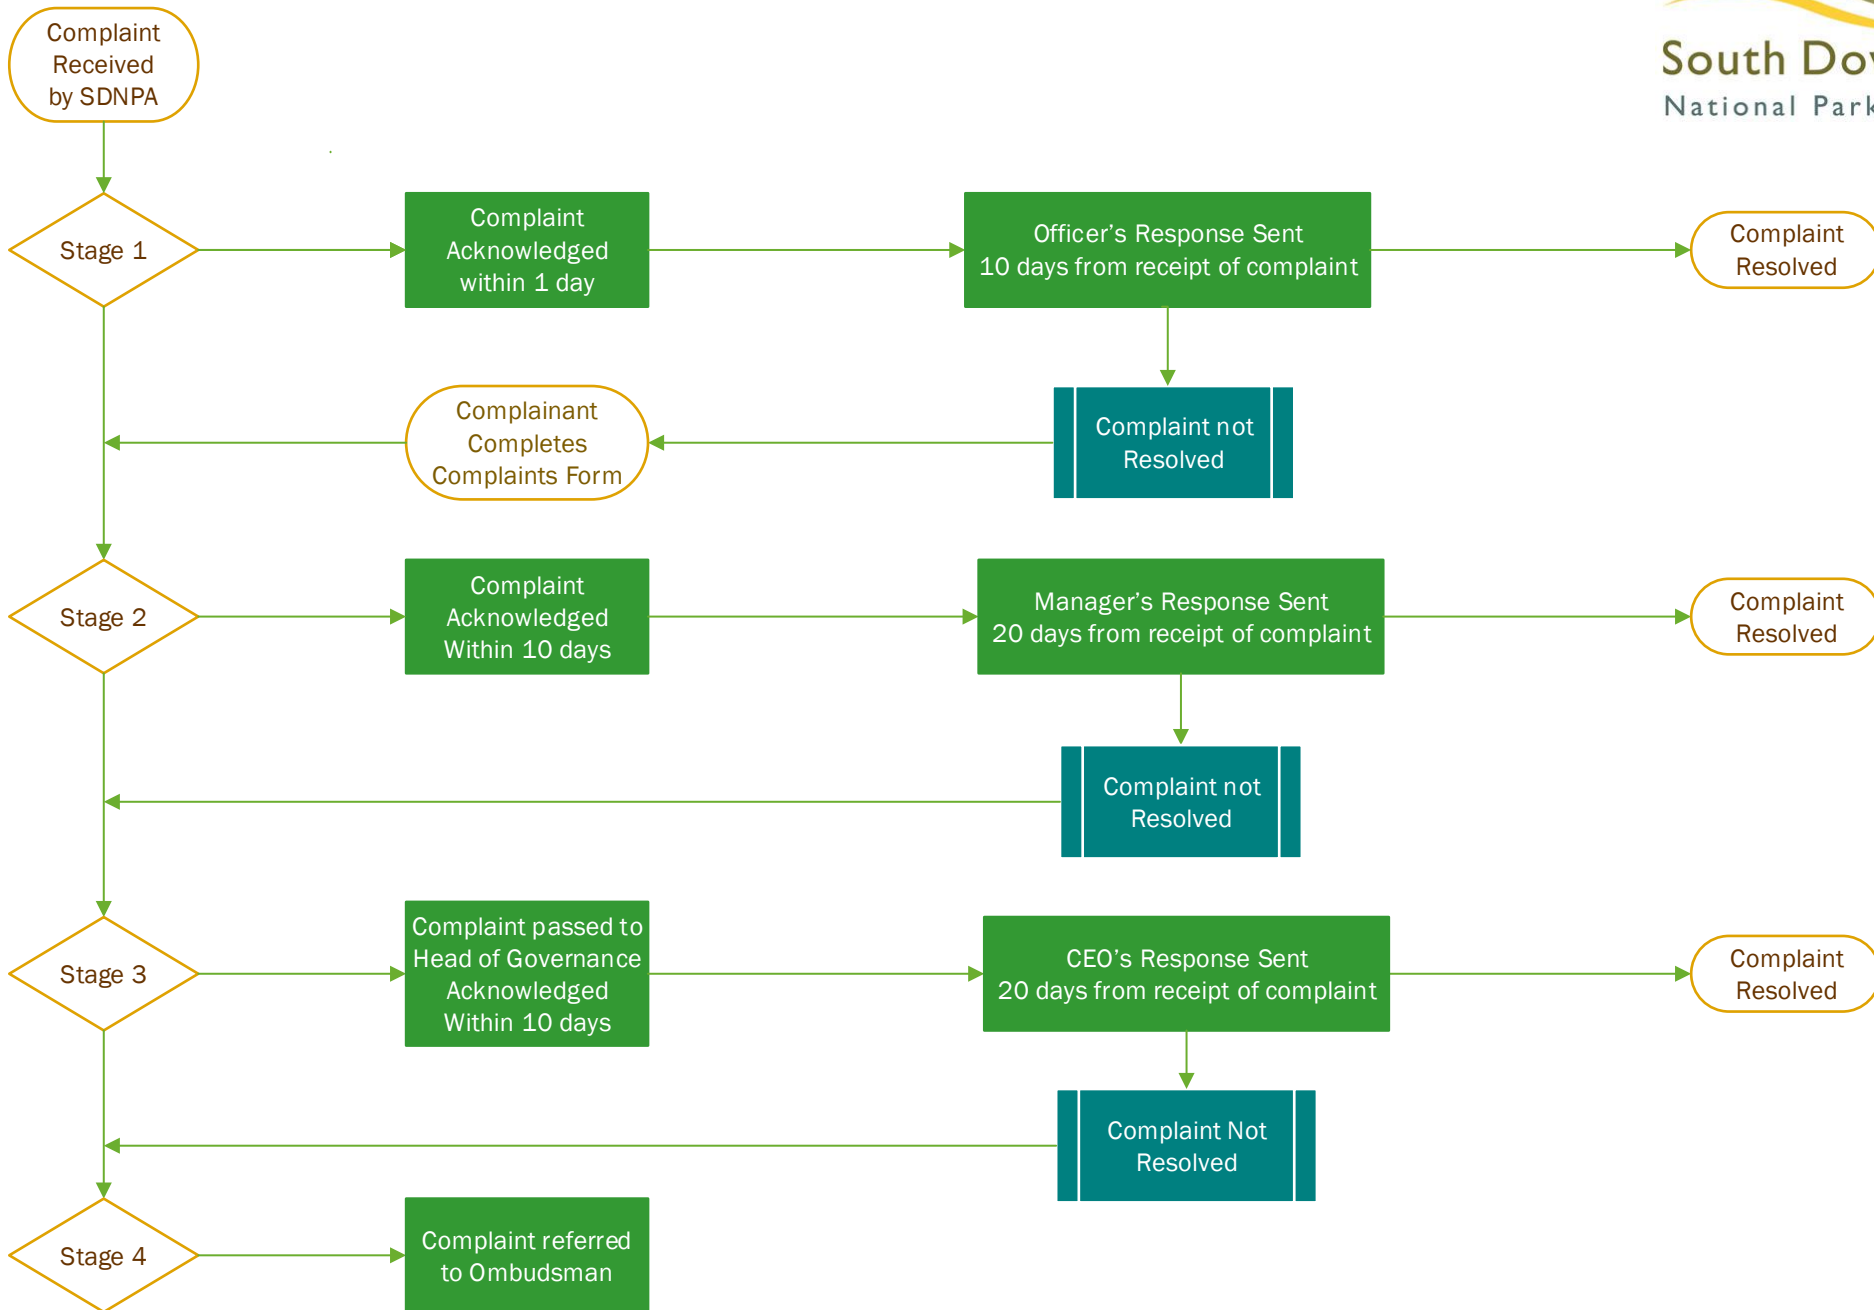 Complaint
Received
by SDNPA
South
National Park
Stage 1
Complaint
Acknowledged
within 1 day
Officer's Response Sent
10 days from receipt of complaint
Complaint
Resolved
Complainant
Completes
Complaints Form
Complaint not
Resolved
Stage 2
Complaint
Acknowledged
Within 10 days
Manager's Response Sent
20 days from receipt of complaint
Complaint
Resolved
Complaint not
Resolved
Stage 3
Complaint passed to
Head of Governance
Acknowledged
Within 10 days
CEO's Response Sent
20 days from receipt of complaint
Complaint
Resolved
Complaint Not
Resolved
Stage 4
Complaint referred
to Ombudsman